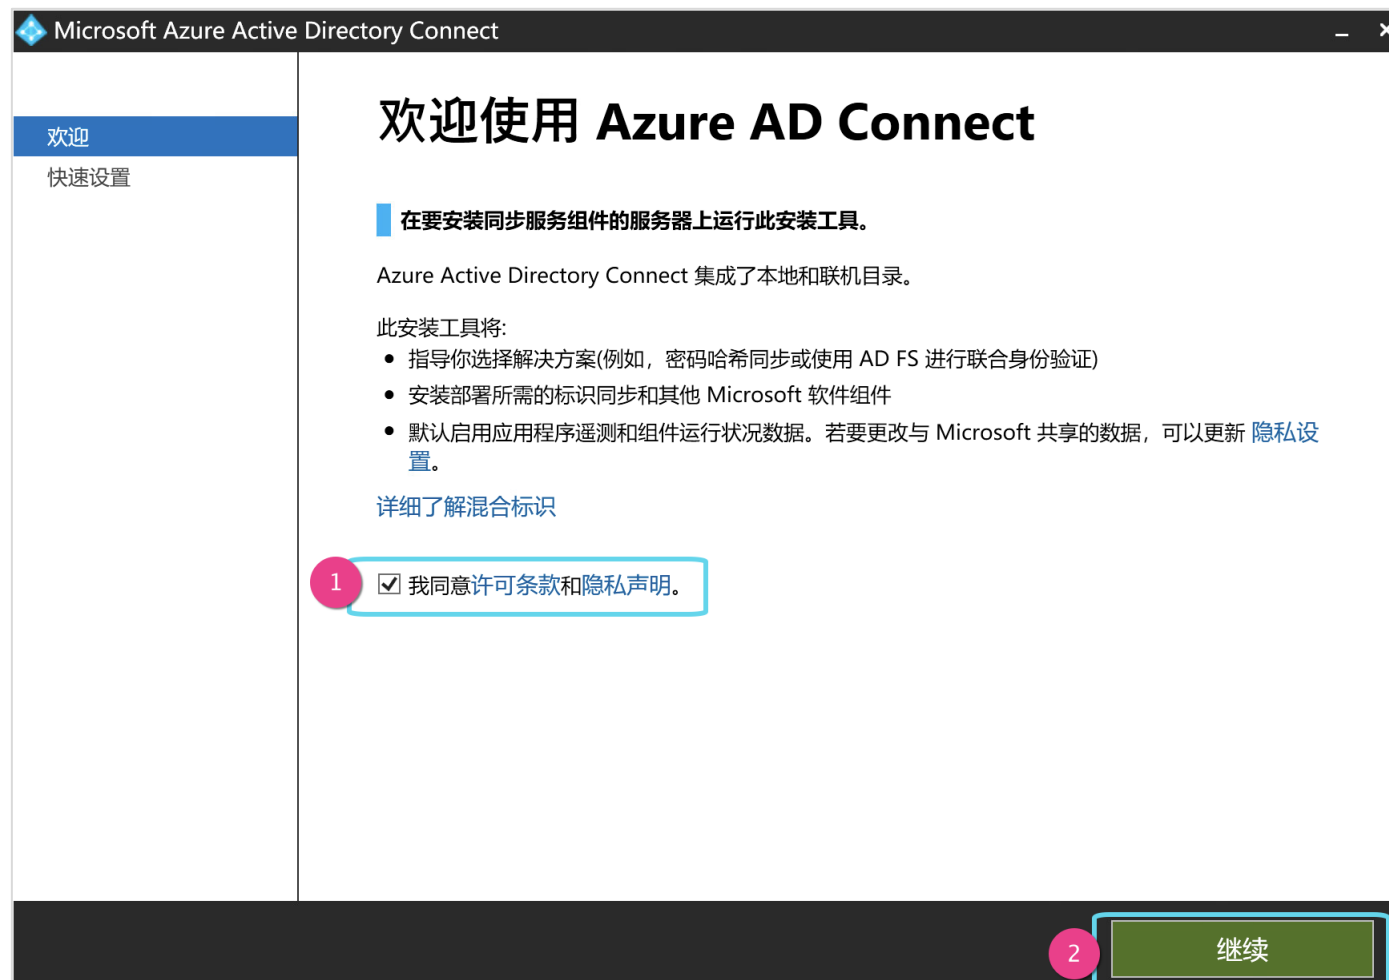 Microsoft Azure Active Directory Connect
欢迎
快速设置
欢迎使用 Azure AD Connect
在要安装同步服务组件的服务器上运行此安装工具。
Azure Active Directory Connect 集成了本地和联机目录。
此安装工具将:
• 指导你选择解决方案(例如，密码哈希同步或使用 AD FS 进行联合身份验证)
• 安装部署所需的标识同步和其他 Microsoft 软件组件
• 默认启用应用程序遥测和组件运行状况数据。若要更改与 Microsoft 共享的数据，可以更新 隐私设
置。
详细了解混合标识
1
我同意许可条款和隐私声明。
2
继续